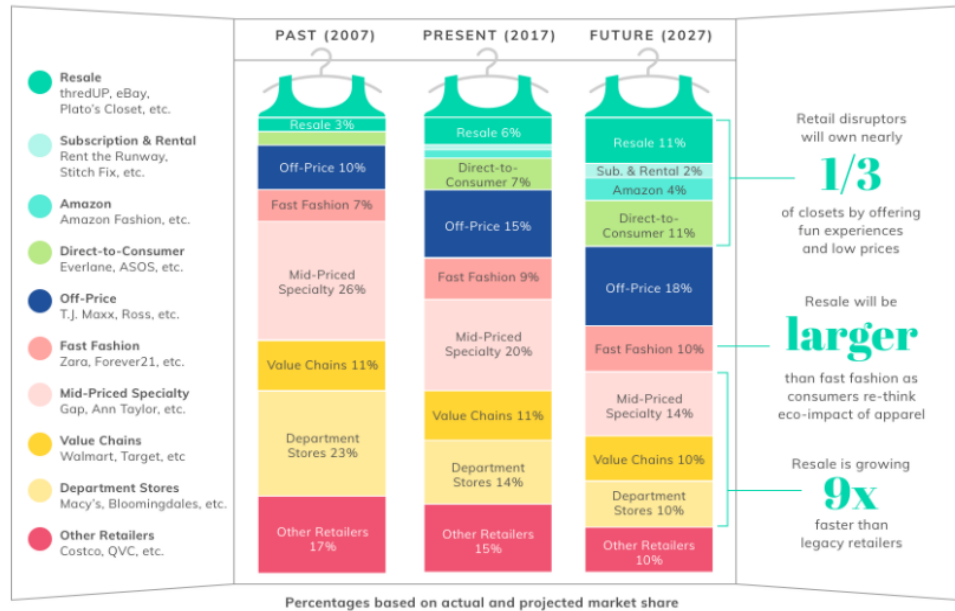 PAST (2007)
PRESENT (2017)
FUTURE (2027)
Resale
thredUP, eBay,
Plato's Closet, etc.
Subscription & Rental
Rent the Runway,
Stitch Fix, etc.
Amazon
Amazon Fashion, etc.
Direct-to-Consumer
Everlane, ASOS, etc.
Off-Price
T.J. Maxx, Ross, etc.
Fast Fashion
Zara, Forever21, etc.
Mid-Priced Specialty
Gap, Ann Taylor, etc.
Value Chains
Walmart, Target, etc
Department Stores
Macy's, Bloomingdales, etc.
Other Retailers
Costco, QVC, etc.
Resale 3%
Off-Price 10%
Fast Fashion 7%
Mid-Priced
Specialty 26%
Value Chains 11%
Department
Stores 23%
Other Retailers
17%
Resale 6%
Direct-to-
Consumer 7%
Off-Price 15%
Fast Fashion 9%
Mid-Priced
Specialty 20%
Value Chains 11%
Department
Stores 14%
Other Retailers
15%
Resale 11%
Sub. & Rental 2%
Amazon 4%
Direct-to-
Consumer 11%
Off-Price 18%
Fast Fashion 10%
Mid-Priced
Specialty 14%
Value Chains 10%
Department
Stores 10%
Other Retailers
10%
Retail disruptors
will own nearly
1/3
of closets by offering
fun experiences
and low prices
Resale will be
larger
than fast fashion as
consumers re-think
eco-impact of apparel
Resale is growing
9x
faster than
legacy retailers
Percentages based on actual and projected market share